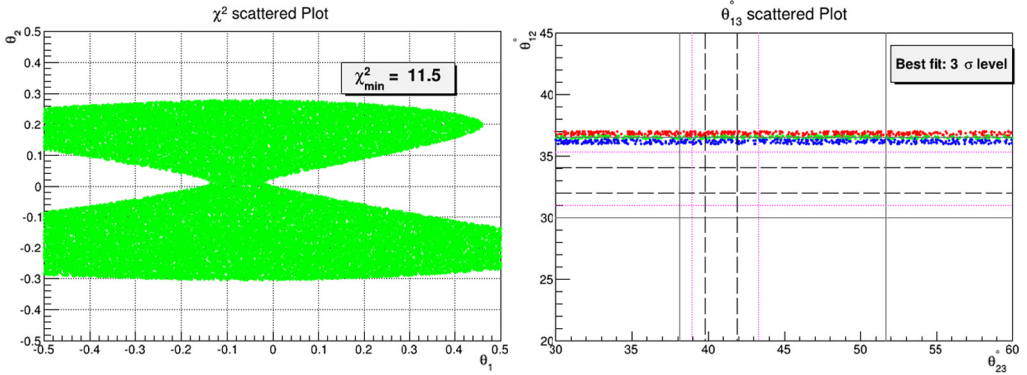 χ² scattered Plot
θ₂
0.5
0.4
0.3
0.2
0.1
0
-0.1
-0.2
-0.3
-0.4
-0.5
χ²min = 11.5
-0.5 -0.4 -0.3 -0.2 -0.1 0 0.1 0.2 0.3 0.4 0.5
θ₁
θ₁₃° scattered Plot
θ₁₂°
45
40
35
30
25
20
Best fit: 3 σ level
30 35 40 45 50 55 60
θ₂₃°